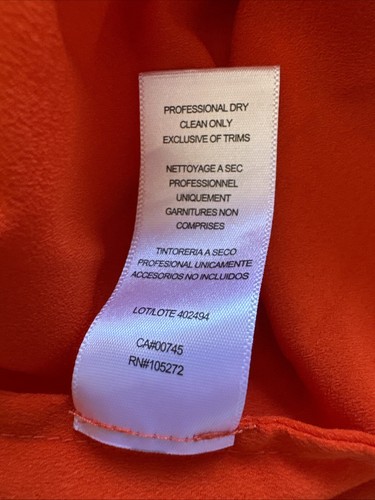 PROFESSIONAL DRY
CLEAN ONLY
EXCLUSIVE OF TRIMS
NETTOYAGE A SEC
PROFESSIONNEL
UNIQUEMENT
GARNITURES NON
COMPRISES
TINTORERIA A SECO
PROFESIONAL UNICAMENTE
ACCESORIOS NO INCLUIDOS
LOT/LOTE 402494
CA#00745
RN#105272